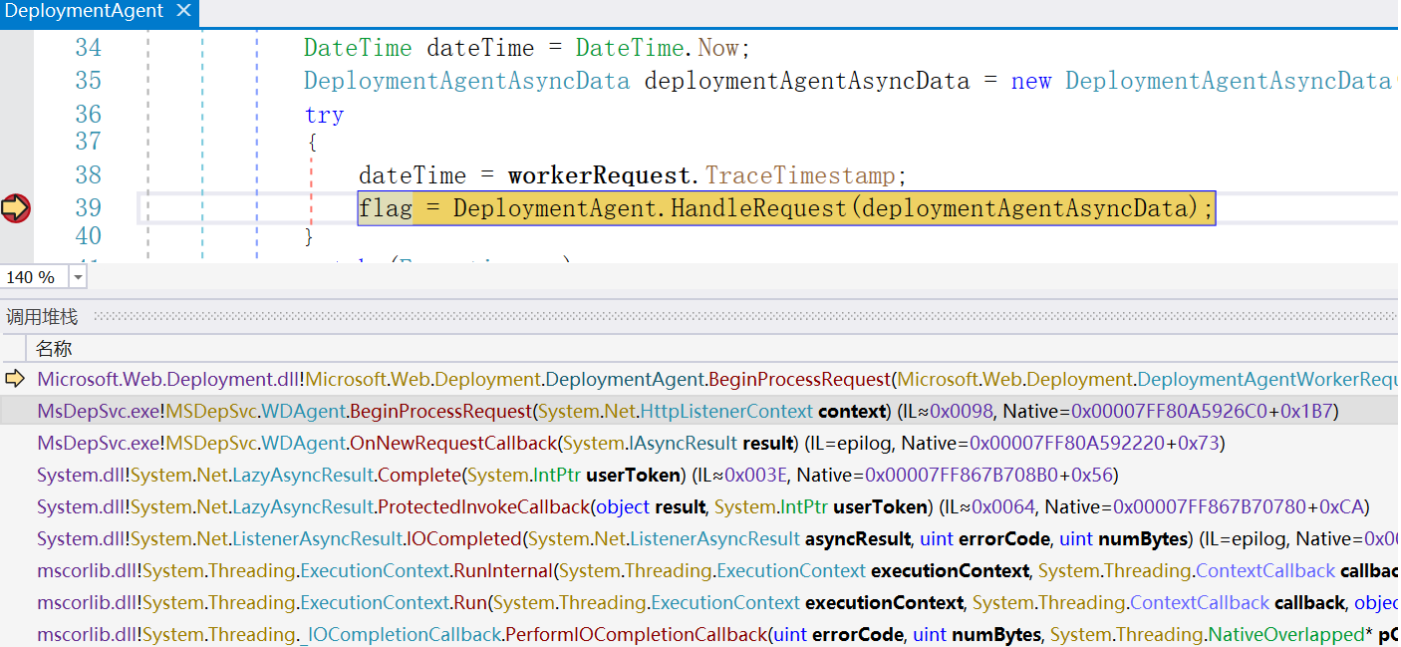 DeploymentAgent ×
34 DateTime dateTime = DateTime.Now;
35 DeploymentAgentAsyncData deploymentAgentAsyncData = new DeploymentAgentAsyncData
36 try
37 {
38 dateTime = workerRequest.TraceTimestamp;
39 flag = DeploymentAgent.HandleRequest(deploymentAgentAsyncData);
40 }
140 %
调用堆栈
名称
Microsoft.Web.Deployment.dll!Microsoft.Web.Deployment.DeploymentAgent.BeginProcessRequest(Microsoft.Web.Deployment.DeploymentAgentWorkerRequ
MsDepSvc.exe!MSDepSvc.WDAgent.BeginProcessRequest(System.Net.HttpListenerContext context) (IL≈0x0098, Native=0x00007FF80A5926C0+0x1B7)
MsDepSvc.exe!MSDepSvc.WDAgent.OnNewRequestCallback(System.IAsyncResult result) (IL=epilog, Native=0x00007FF80A592220+0x73)
System.dll!System.Net.LazyAsyncResult.Complete(System.IntPtr userToken) (IL≈0x003E, Native=0x00007FF867B708B0+0x56)
System.dll!System.Net.LazyAsyncResult.ProtectedInvokeCallback(object result, System.IntPtr userToken) (IL≈0x0064, Native=0x00007FF867B70780+0xCA)
System.dll!System.Net.ListenerAsyncResult.IOCompleted(System.Net.ListenerAsyncResult asyncResult, uint errorCode, uint numBytes) (IL=epilog, Native=0x00
mscorlib.dll!System.Threading.ExecutionContext.RunInternal(System.Threading.ExecutionContext executionContext, System.Threading.ContextCallback callbac
mscorlib.dll!System.Threading.ExecutionContext.Run(System.Threading.ExecutionContext executionContext, System.Threading.ContextCallback callback, objec
mscorlib.dll!System.Threading._IOCompletionCallback.PerformIOCompletionCallback(uint errorCode, uint numBytes, System.Threading.NativeOverlapped* pO